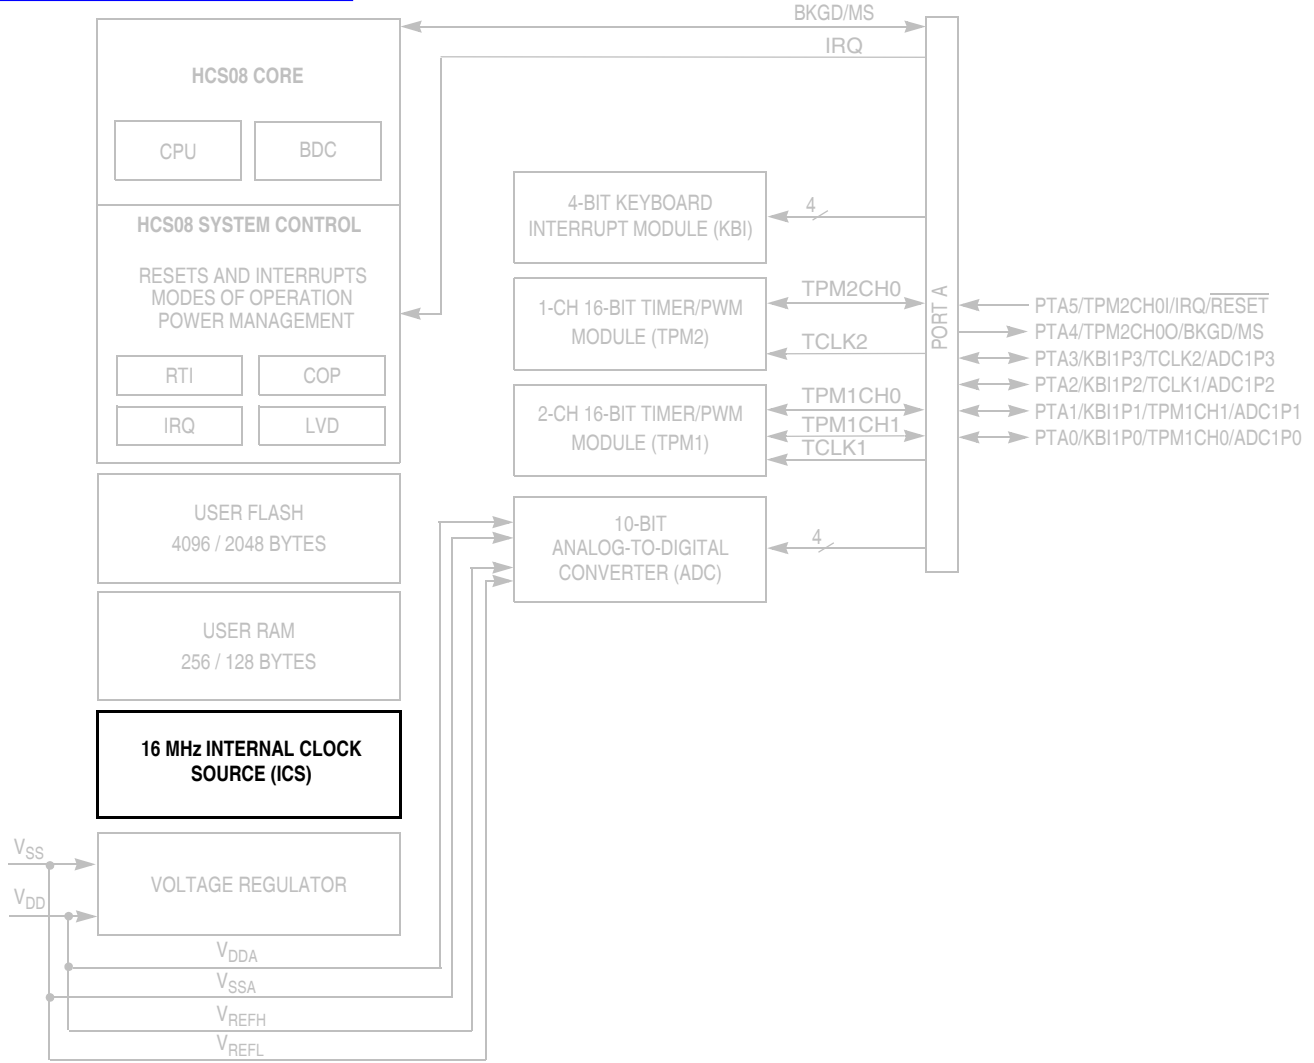 BKGD/MS
IRQ
HCS08 CORE
CPU
BDC
HCS08 SYSTEM CONTROL
RESETS AND INTERRUPTS
MODES OF OPERATION
POWER MANAGEMENT
RTI
COP
IRQ
LVD
USER FLASH
4096 / 2048 BYTES
USER RAM
256 / 128 BYTES
16 MHz INTERNAL CLOCK
SOURCE (ICS)
VOLTAGE REGULATOR
VSS
VDD
VDDA
VSSA
VREFH
VREFL
4-BIT KEYBOARD
INTERRUPT MODULE (KBI)
4
1-CH 16-BIT TIMER/PWM
MODULE (TPM2)
TPM2CH0
TCLK2
2-CH 16-BIT TIMER/PWM
MODULE (TPM1)
TPM1CH0
TPM1CH1
TCLK1
10-BIT
ANALOG-TO-DIGITAL
CONVERTER (ADC)
4
PORT A
PTA5/TPM2CH0I/IRQ/RESET
PTA4/TPM2CH0O/BKGD/MS
PTA3/KBI1P3/TCLK2/ADC1P3
PTA2/KBI1P2/TCLK1/ADC1P2
PTA1/KBI1P1/TPM1CH1/ADC1P1
PTA0/KBI1P0/TPM1CH0/ADC1P0